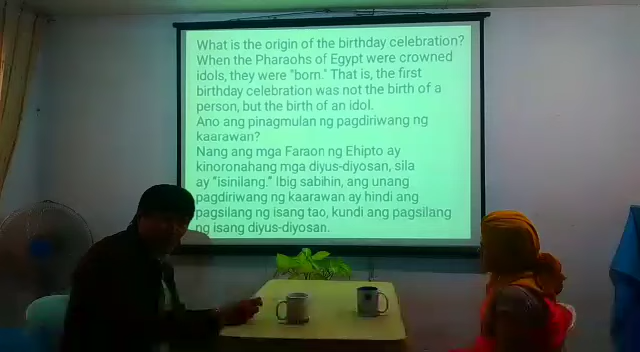 What is the origin of the birthday celebration?
When the Pharaohs of Egypt were crowned
idols, they were "born." That is, the first
birthday celebration was not the birth of a
person, but the birth of an idol.
Ano ang pinagmulan ng pagdiriwang ng
kaarawan?
Nang ang mga Faraon ng Ehipto ay
kinoronahang mga diyus-diyosan, sila
ay "isinilang." Ibig sabihin, ang unang
pagdiriwang ng kaarawan ay hindi ang
pagsilang ng isang tao, kundi ang pagsilang
ng isang diyus-diyosan.